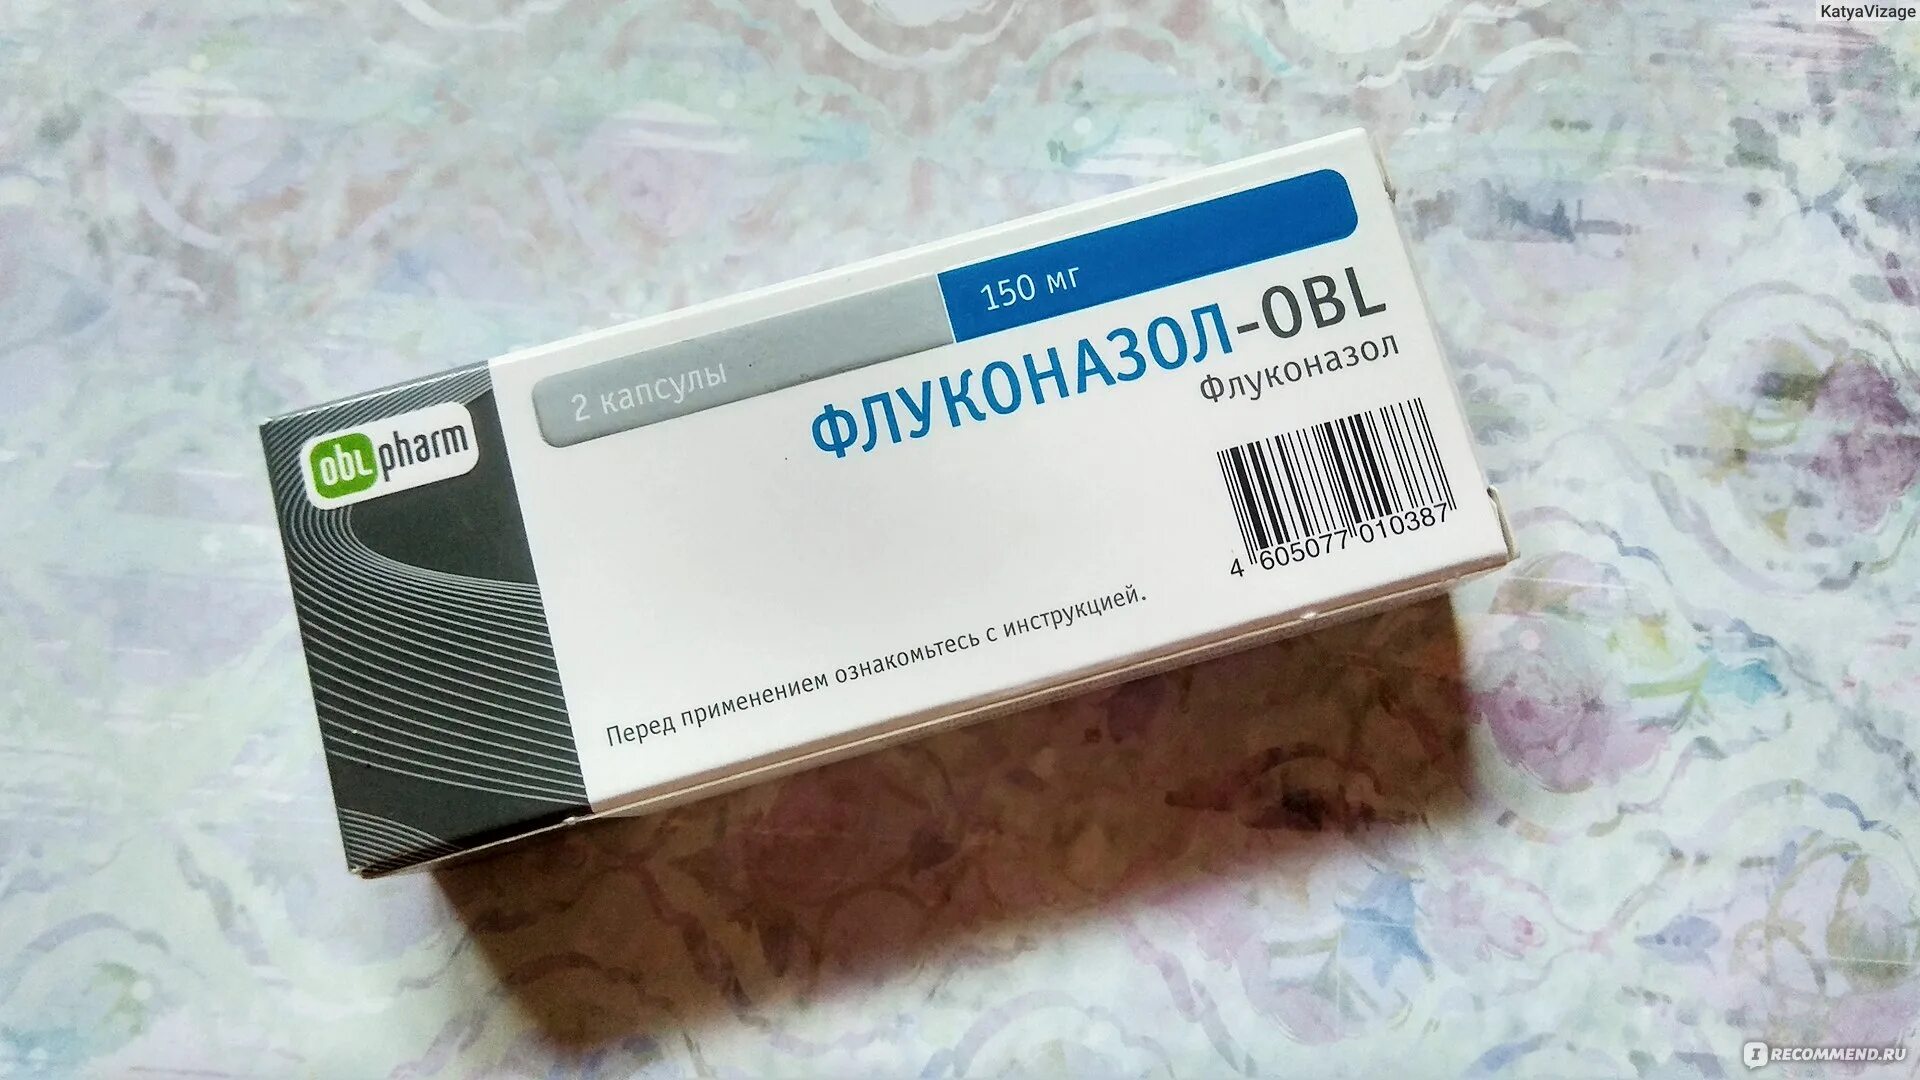 KatyaVizage
150 мг
2 капсулы
ФЛУКОНАЗОЛ-OBL
Флуконазол
obl pharm
4 605077 010387
Перед применением ознакомьтесь с инструкцией.
I RECOMMEND.RU